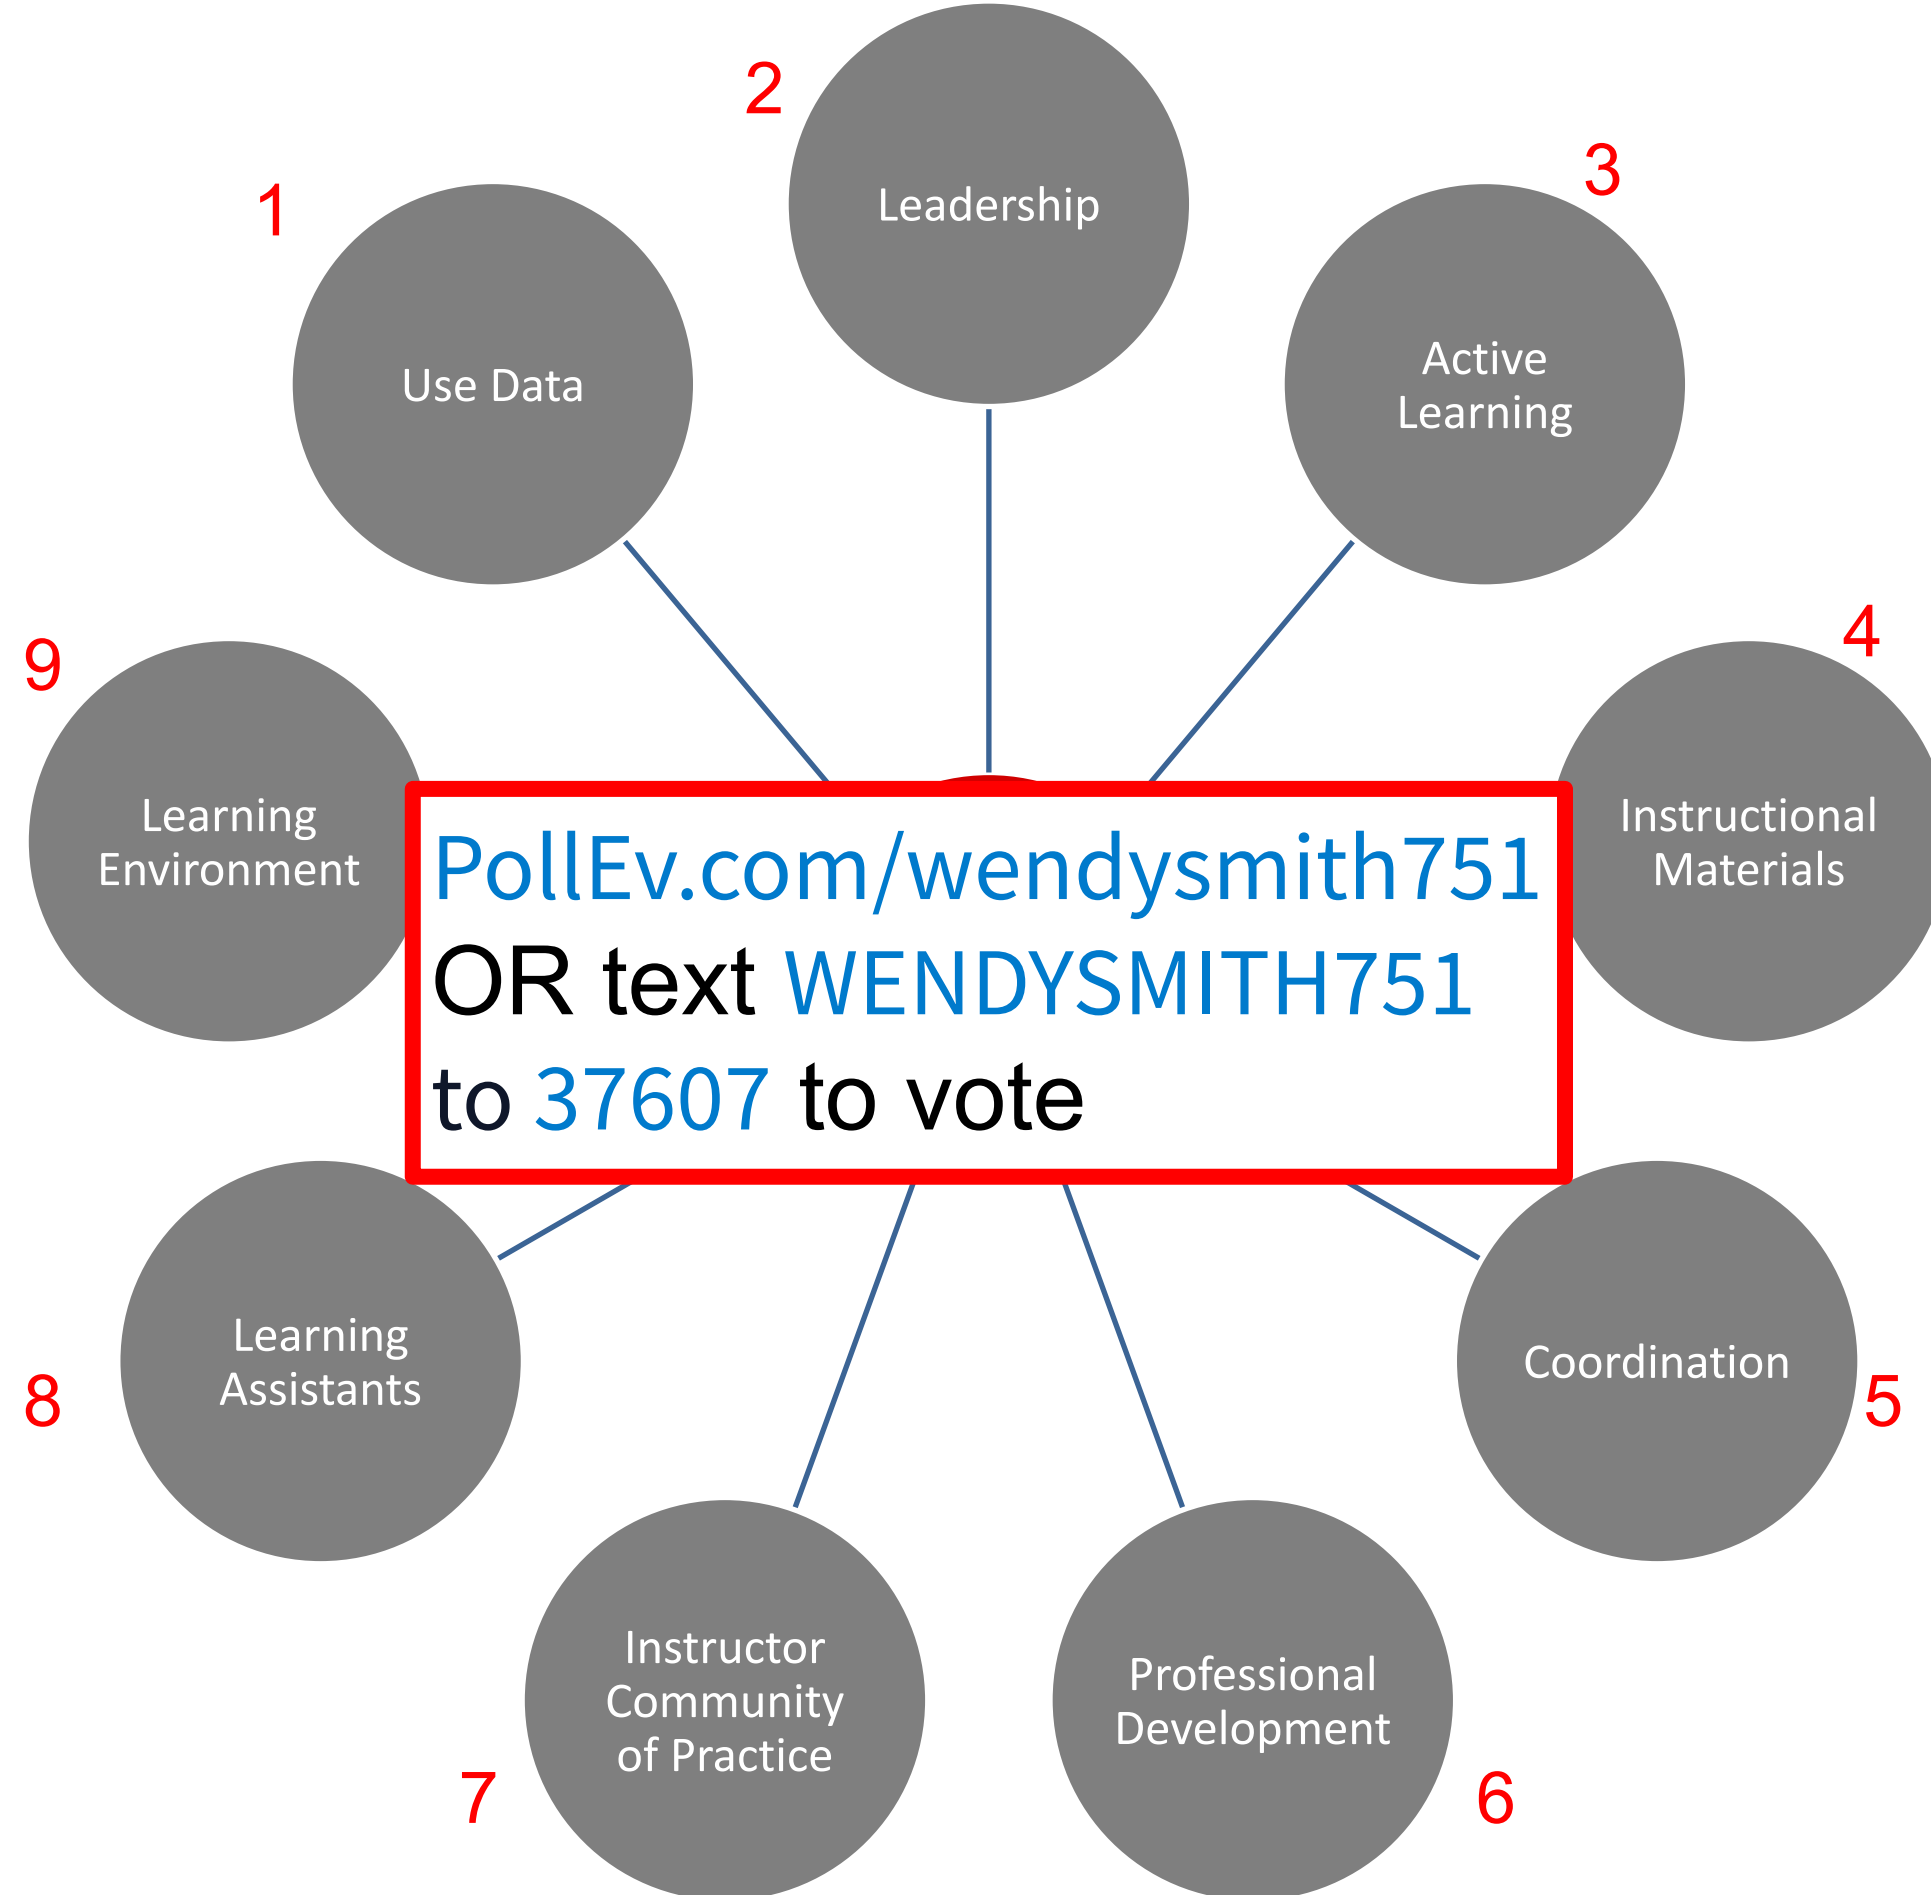 1
Use Data
2
Leadership
3
Active
Learning
4
Instructional
Materials
5
Coordination
6
Professional
Development
7
Instructor
Community
of Practice
8
Learning
Assistants
9
Learning
Environment
PollEv.com/wendysmith751
OR text WENDYSMITH751
to 37607 to vote